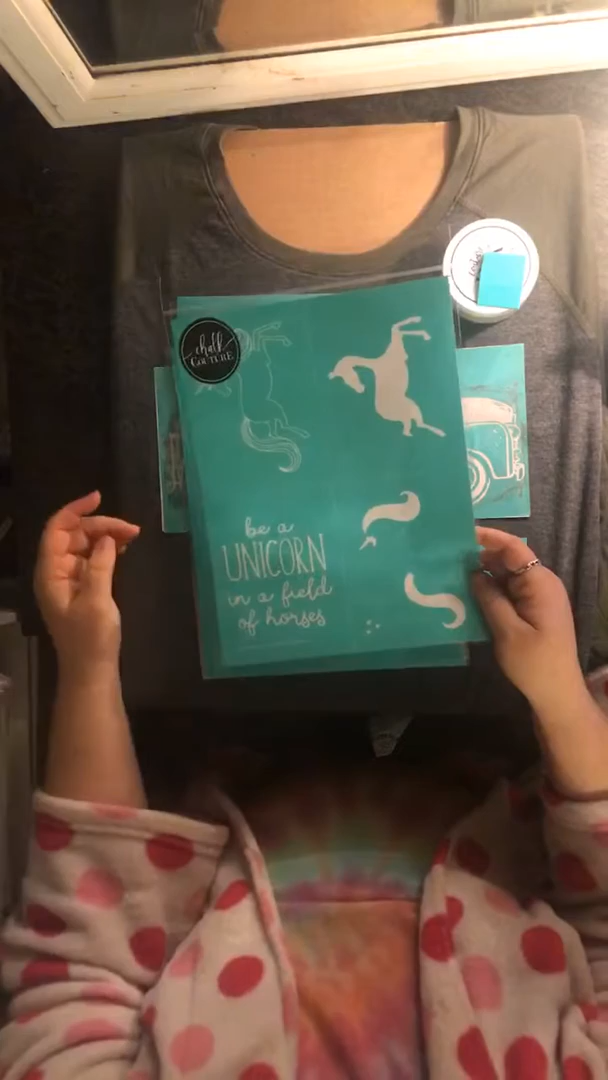 chalk
COUTURE
be a
UNICORN
in a field
of horses